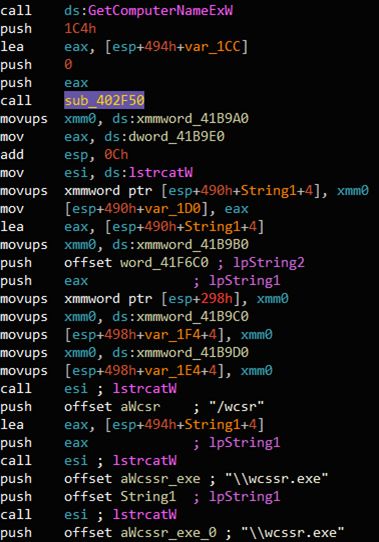 call ds:GetComputerNameExW
push 1C4h
lea eax, [esp+494h+var_1CC]
push 0
push eax
call sub_402F50
movups xmm0, ds:xmmword_41B9A0
mov eax, ds:dword_41B9E0
add esp, 0Ch
mov esi, ds:lstrcatW
movups xmmword ptr [esp+490h+String1+4], xmm0
mov [esp+490h+var_1D0], eax
lea eax, [esp+490h+String1+4]
movups xmm0, ds:xmmword_41B9B0
push offset word_41F6C0 ; lpString2
push eax ; lpString1
movups xmmword ptr [esp+298h], xmm0
movups xmm0, ds:xmmword_41B9C0
movups [esp+498h+var_1F4+4], xmm0
movups xmm0, ds:xmmword_41B9D0
movups [esp+498h+var_1E4+4], xmm0
call esi ; lstrcatW
push offset aWcsr ; "/wcsr"
lea eax, [esp+494h+String1+4]
push eax ; lpString1
call esi ; lstrcatW
push offset aWcssr_exe ; "\\wcssr.exe"
push offset String1 ; lpString1
call esi ; lstrcatW
push offset aWcssr_exe_0 ; "\\wcssr.exe"